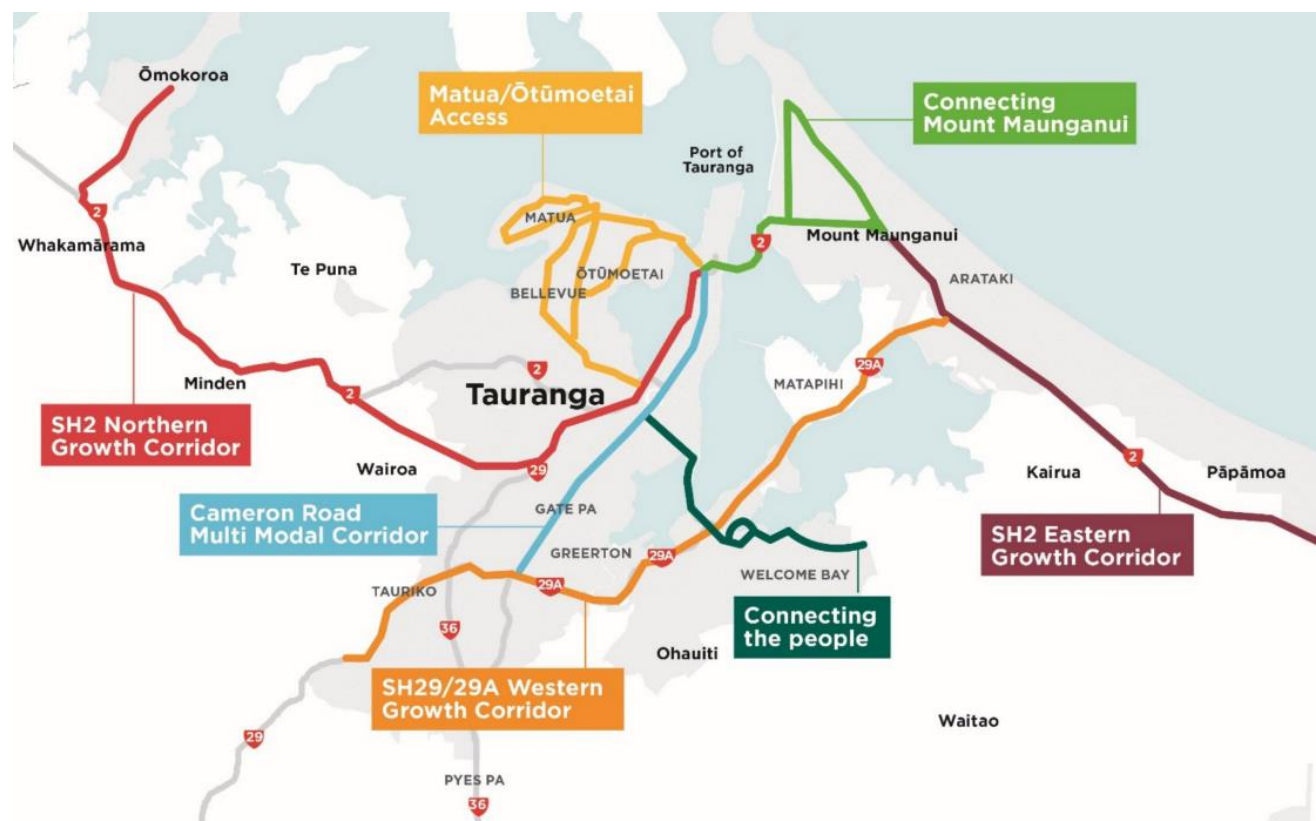 Ōmokoroa
Matua/Ōtūmoetai
Access
Connecting
Mount Maunganui
Port of
Tauranga
2
Whakamārama
MATUA
2
Mount Maunganui
Te Puna
ŌTŪMOETAI
ARATAKI
BELLEVUE
2
29A
MATAPIHI
Minden
2
Tauranga
SH2 Northern
Growth Corridor
Wairoa
29
2
Kairua
Pāpāmoa
Cameron Road
Multi Modal Corridor
GATE PA
GREERTON
29A
SH2 Eastern
Growth Corridor
WELCOME BAY
29A
TAURIKO
Connecting
the people
36
Ohauiti
SH29/29A Western
Growth Corridor
Waitao
29
PYES PA
36